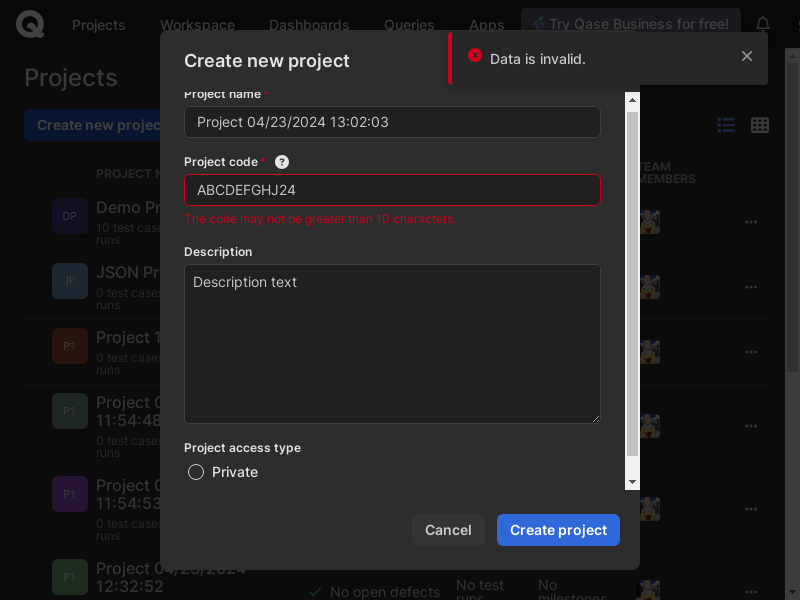 Projects
Workspace
Dashboards
Queries
Apps
Try Qase Business for free!
Data is invalid.
Create new project
Projects
Create new projec
Project name *
Project 04/23/2024 13:02:03
Project code * ?
ABCDEFGHJ24
The code may not be greater than 10 characters.
Description
Description text
Project access type
Private
Cancel
Create project
PROJECT N
TEAM
MEMBERS
DP
Demo Pr
10 test case
runs
JP
JSON Pr
0 test cases
runs
P1
Project 1
0 test cases
runs
P1
Project 0
11:54:48
0 test cases
runs
P1
Project 0
11:54:53
0 test cases
runs
P1
Project 04/23/2024
12:32:52
No open defects
No test
runs
No
milestones